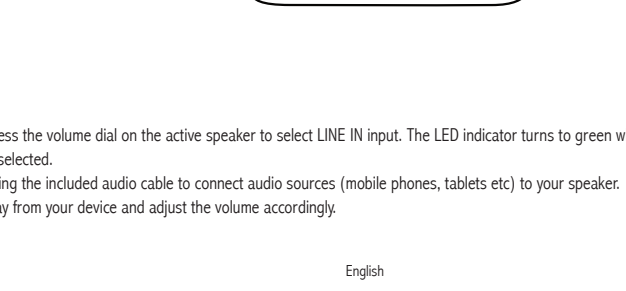 ess the volume dial on the active speaker to select LINE IN input. The LED indicator turns to green w
selected.
ing the included audio cable to connect audio sources (mobile phones, tablets etc) to your speaker.
ay from your device and adjust the volume accordingly.
English